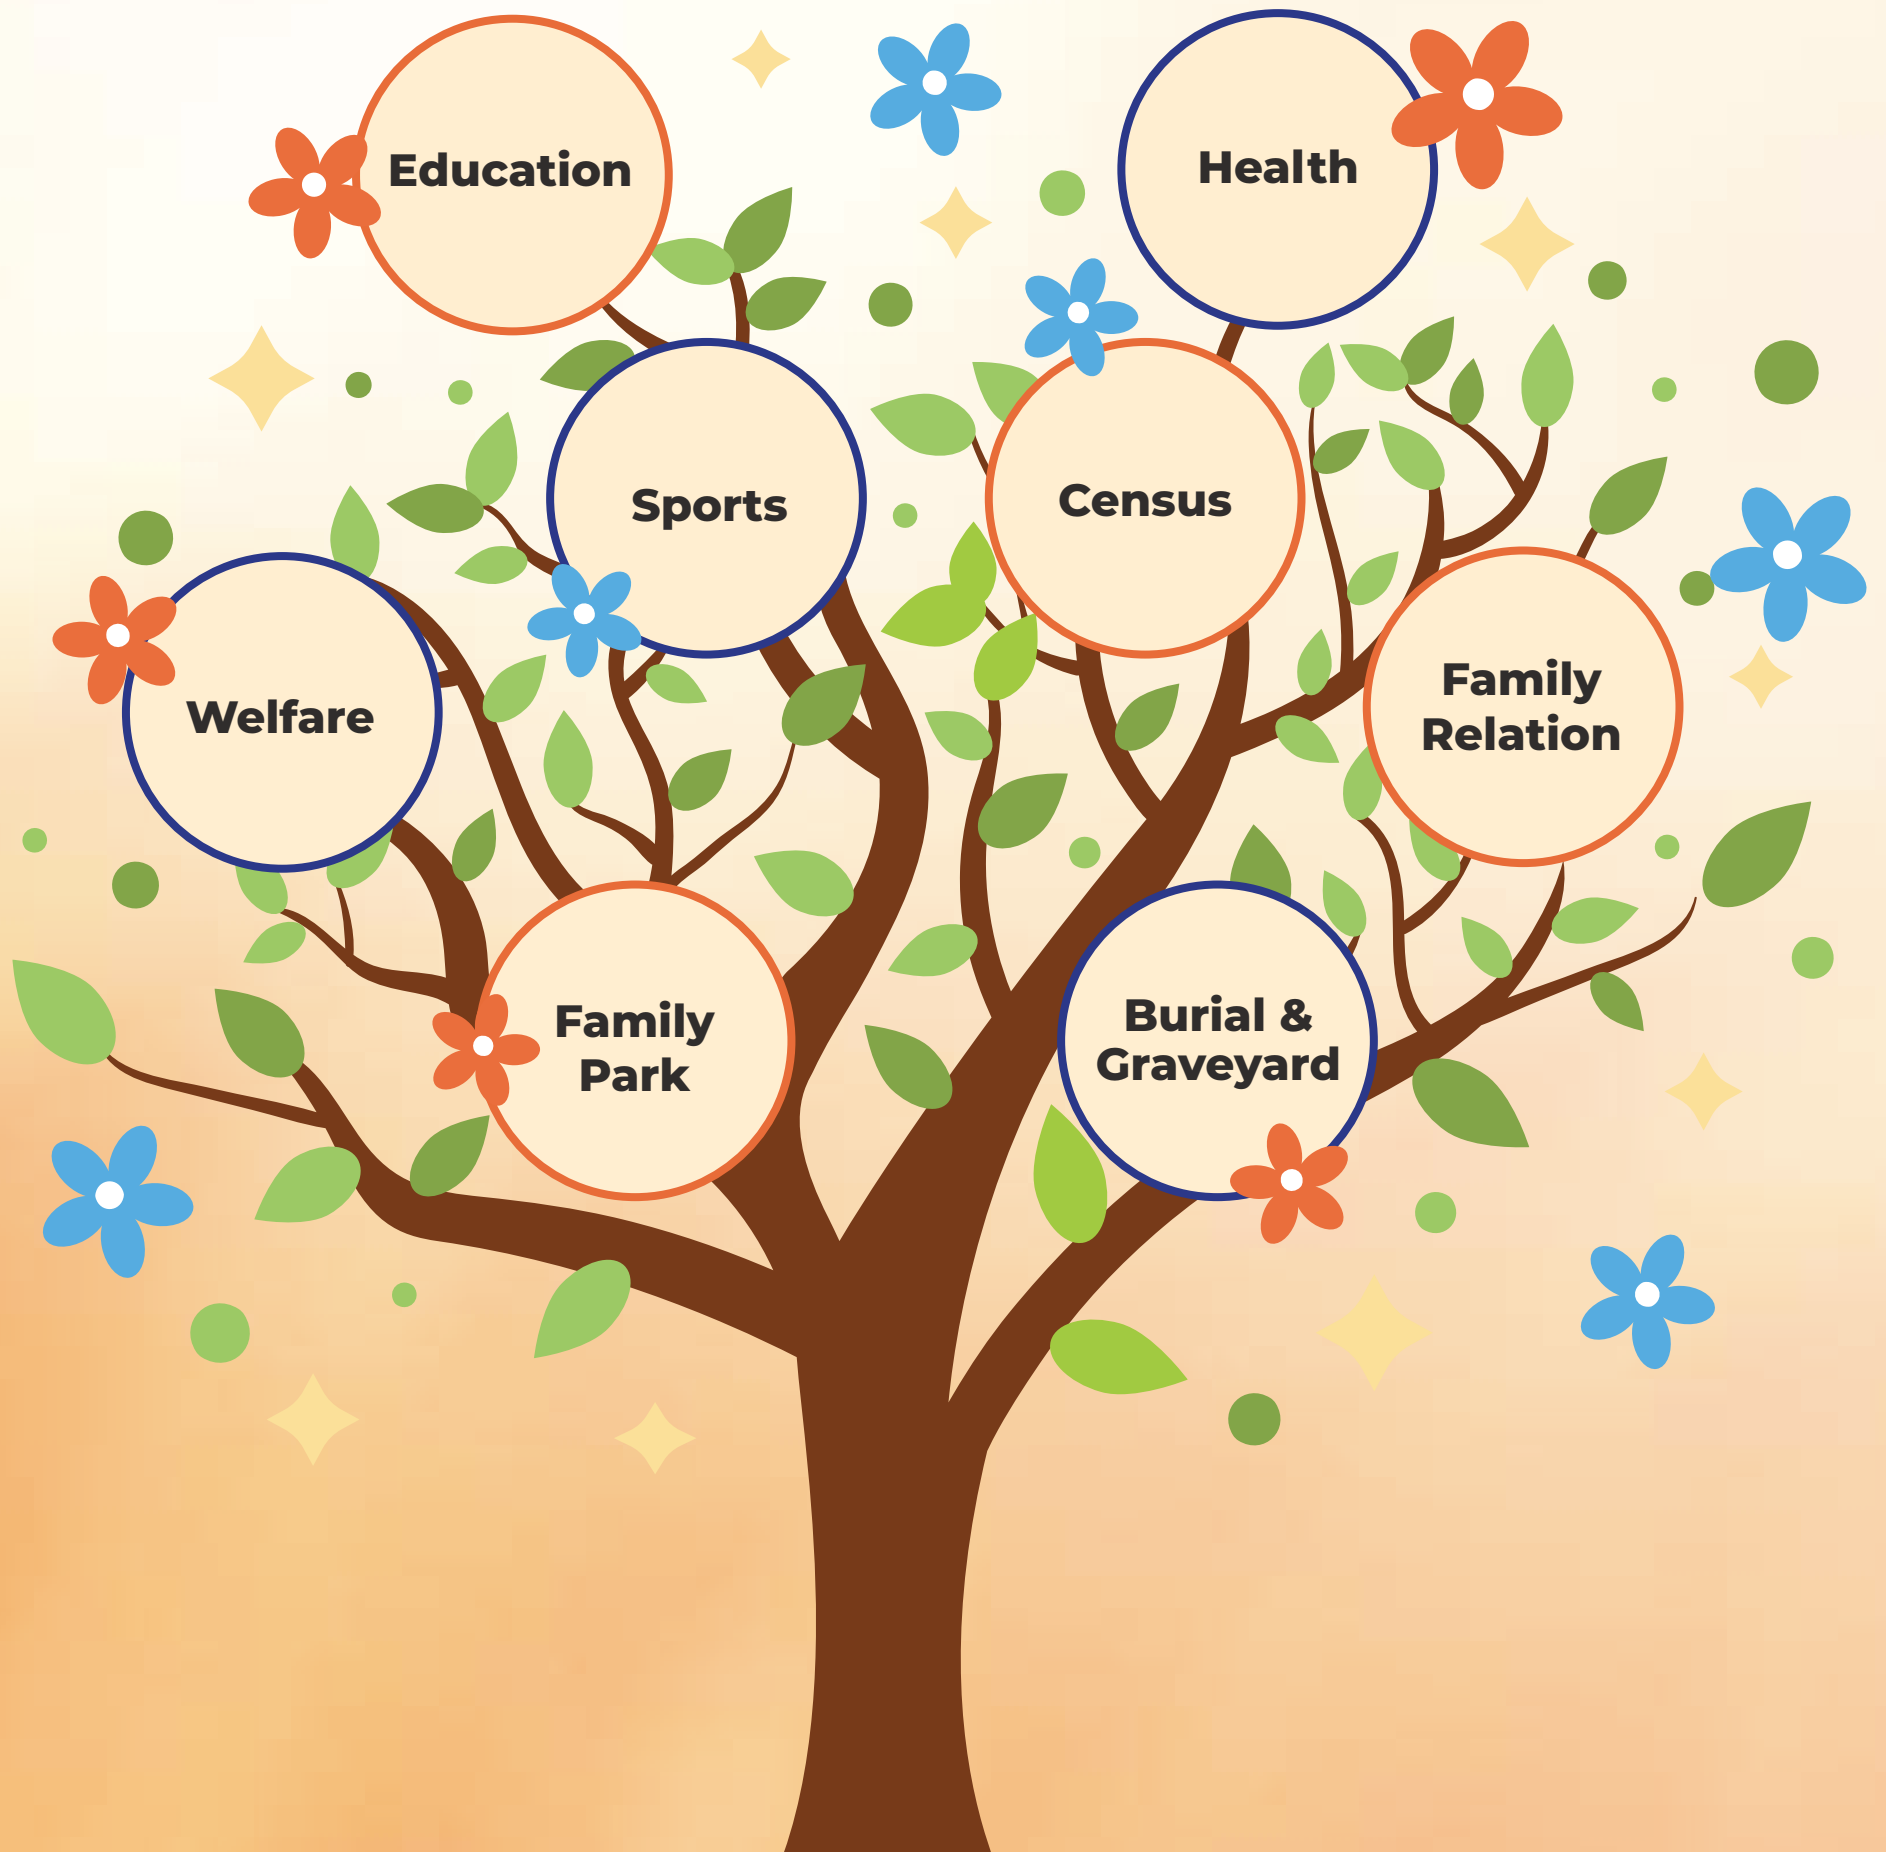 Education
Health
Sports
Census
Welfare
Family
Relation
Family
Park
Burial &
Graveyard